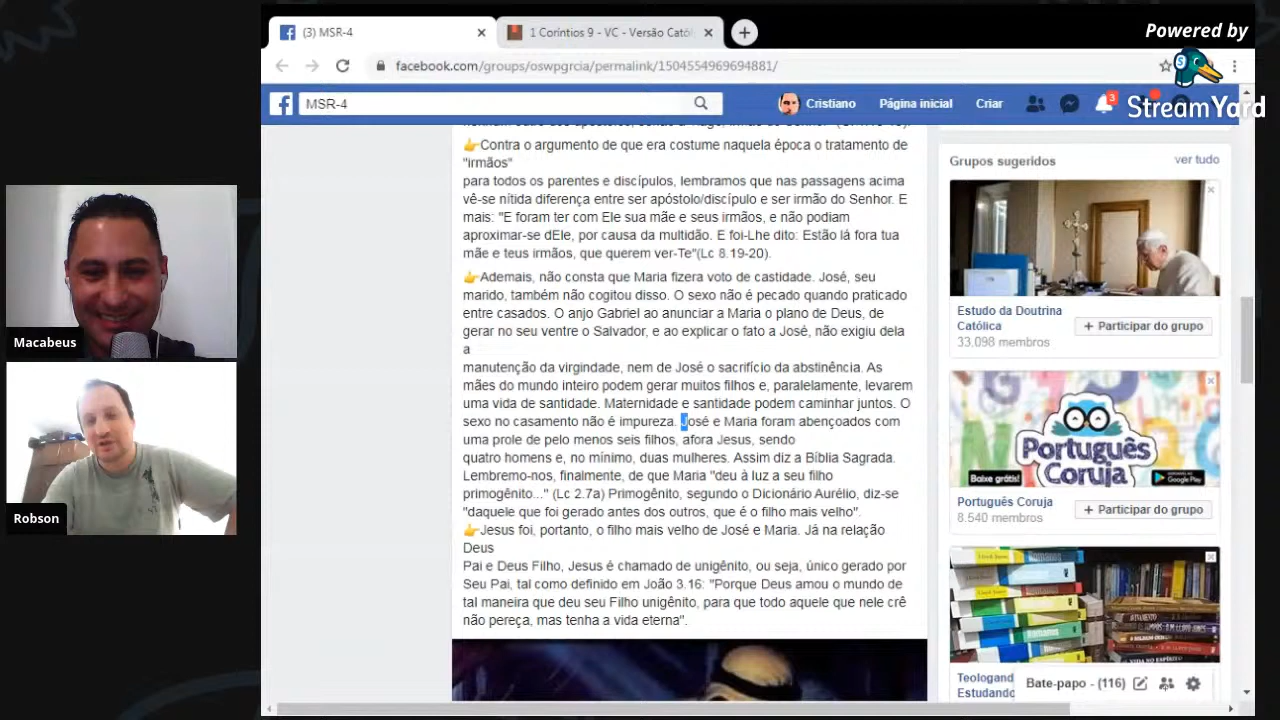 (3) MSR-4
1 Coríntios 9 - VC - Versão Catól
Powered by
StreamYard
facebook.com/groups/oswpgrcia/permalink/1504554969694881/
MSR-4
Cristiano
Página inicial
Criar
3
👉Contra o argumento de que era costume naquela época o tratamento de
"irmãos"
para todos os parentes e discípulos, lembramos que nas passagens acima
vê-se nítida diferença entre ser apóstolo/discípulo e ser irmão do Senhor. E
mais: "E foram ter com Ele sua mãe e seus irmãos, e não podiam
aproximar-se dEle, por causa da multidão. E foi-Lhe dito: Estão lá fora tua
mãe e teus irmãos, que querem ver-Te"(Lc 8.19-20).
👉Ademais, não consta que Maria fizera voto de castidade. José, seu
marido, também não cogitou disso. O sexo não é pecado quando praticado
entre casados. O anjo Gabriel ao anunciar a Maria o plano de Deus, de
gerar no seu ventre o Salvador, e ao explicar o fato a José, não exigiu dela
a
manutenção da virgindade, nem de José o sacrifício da abstinência. As
mães do mundo inteiro podem gerar muitos filhos e, paralelamente, levarem
uma vida de santidade. Maternidade e santidade podem caminhar juntos. O
sexo no casamento não é impureza. José e Maria foram abençoados com
uma prole de pelo menos seis filhos, afora Jesus, sendo
quatro homens e, no mínimo, duas mulheres. Assim diz a Bíblia Sagrada.
Lembremo-nos, finalmente, de que Maria "deu à luz a seu filho
primogênito..." (Lc 2.7a) Primogênito, segundo o Dicionário Aurélio, diz-se
"daquele que foi gerado antes dos outros, que é o filho mais velho".
👉Jesus foi, portanto, o filho mais velho de José e Maria. Já na relação
Deus
Pai e Deus Filho, Jesus é chamado de unigênito, ou seja, único gerado por
Seu Pai, tal como definido em João 3.16: "Porque Deus amou o mundo de
tal maneira que deu seu Filho unigênito, para que todo aquele que nele crê
não pereça, mas tenha a vida eterna".
Grupos sugeridos
ver tudo
Estudo da Doutrina
Católica
33.098 membros
+ Participar do grupo
Português
Coruja
Baixe grátis!
Google Play
Português Coruja
8.540 membros
+ Participar do grupo
Teologand
Estudando
Bate-papo - (116)
Macabeus
Robson